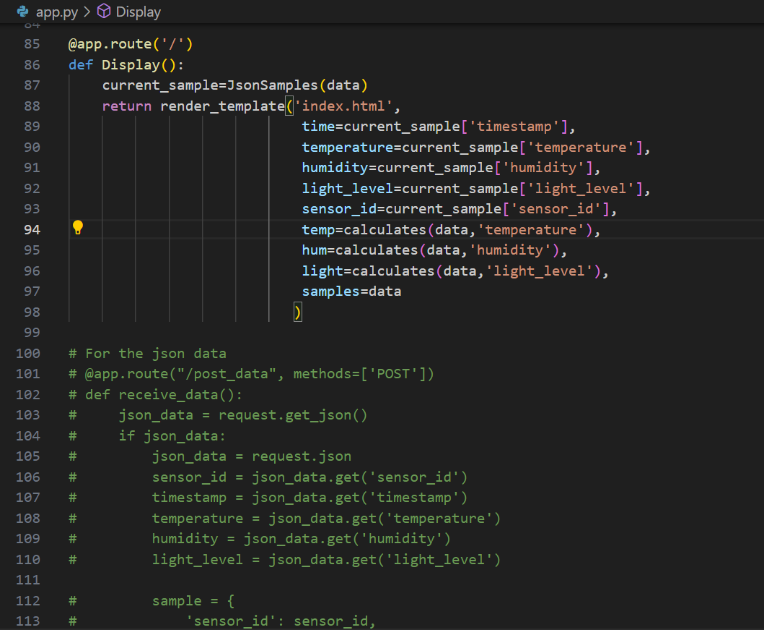 app.py > Display
84
85 @app.route('/')
86 def Display():
87     current_sample=JsonSamples(data)
88     return render_template('index.html',
89                             time=current_sample['timestamp'],
90                             temperature=current_sample['temperature'],
91                             humidity=current_sample['humidity'],
92                             light_level=current_sample['light_level'],
93                             sensor_id=current_sample['sensor_id'],
94                             temp=calculates(data,'temperature'),
95                             hum=calculates(data,'humidity'),
96                             light=calculates(data,'light_level'),
97                             samples=data
98                            )
99
100 # For the json data
101 # @app.route("/post_data", methods=['POST'])
102 # def receive_data():
103 #     json_data = request.get_json()
104 #     if json_data:
105 #         json_data = request.json
106 #         sensor_id = json_data.get('sensor_id')
107 #         timestamp = json_data.get('timestamp')
108 #         temperature = json_data.get('temperature')
109 #         humidity = json_data.get('humidity')
110 #         light_level = json_data.get('light_level')
111
112 #         sample = {
113 #             'sensor_id': sensor_id,